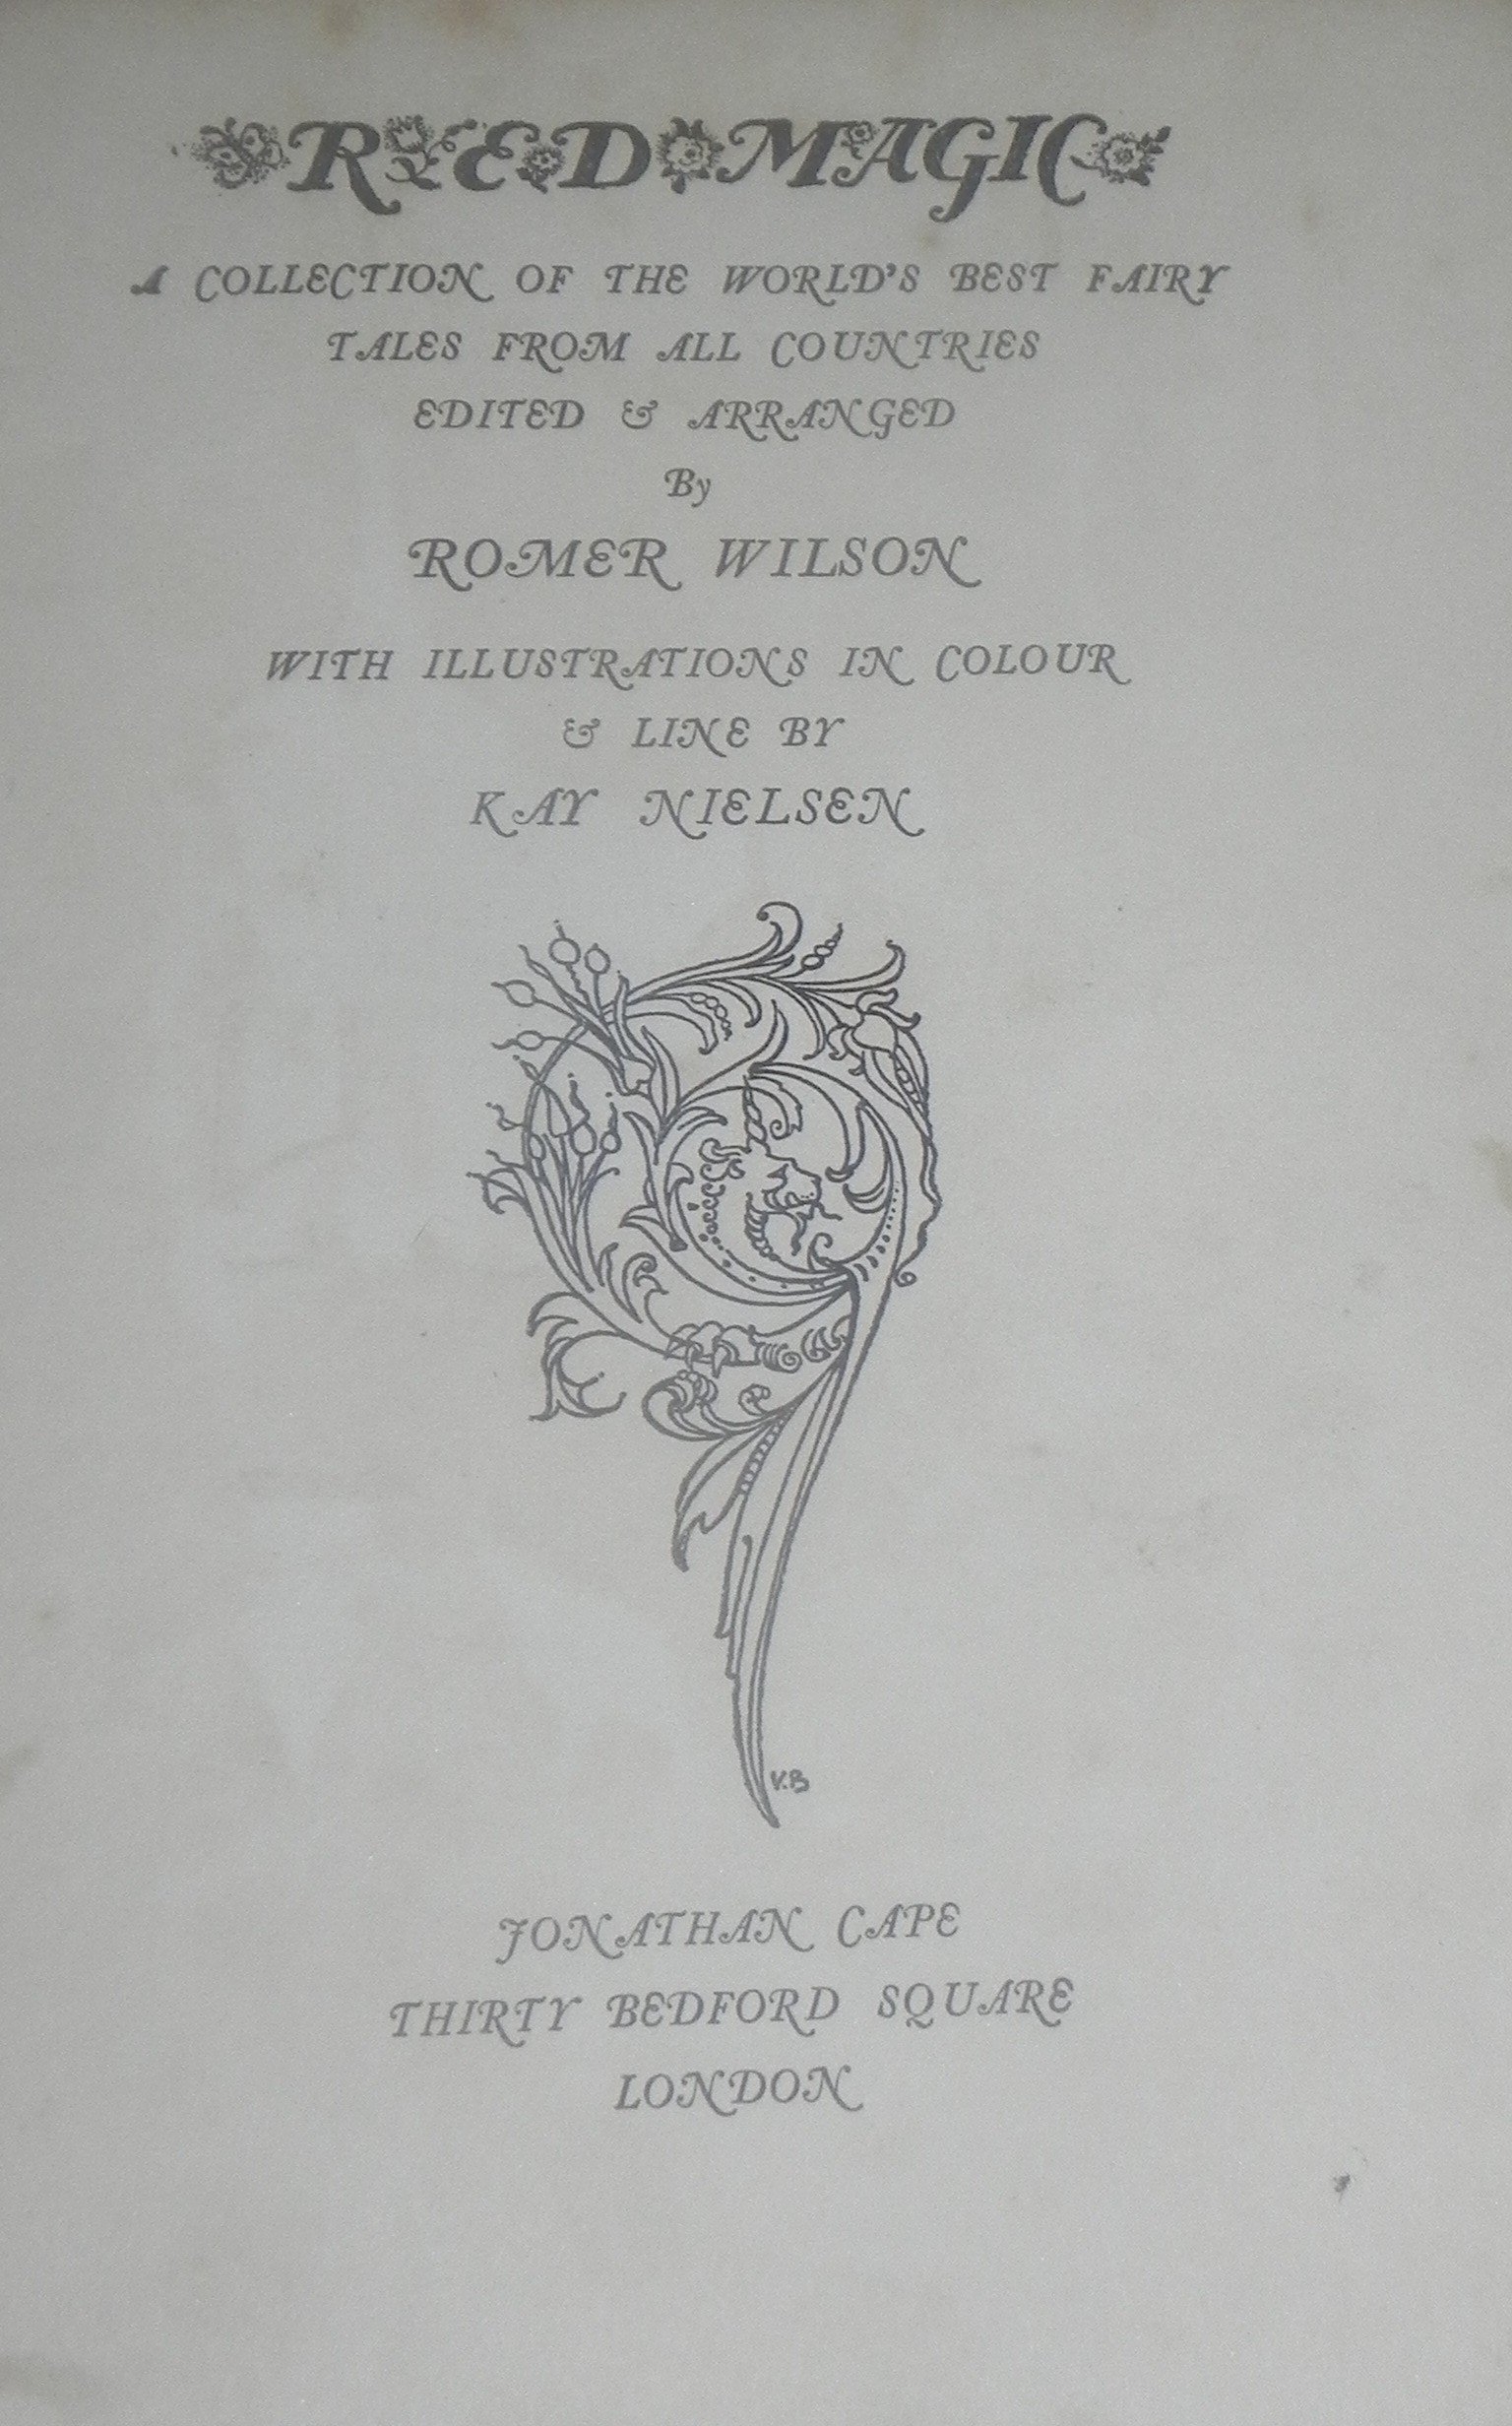 RED MAGIC
A COLLECTION OF THE WORLD'S BEST FAIRY
TALES FROM ALL COUNTRIES
EDITED & ARRANGED
By
ROMER WILSON
WITH ILLUSTRATIONS IN COLOUR
& LINE BY
KAY NIELSEN
V.B
JONATHAN CAPE
THIRTY BEDFORD SQUARE
LONDON